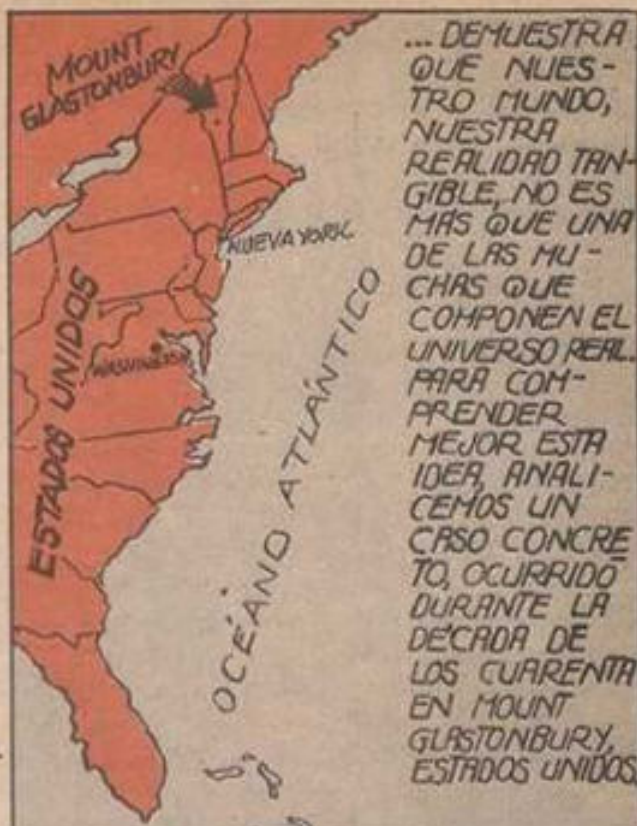 MOUNT
GLASTONBURY
NUEVA YORK
WASHINGTON
ESTADOS UNIDOS
OCÉANO ATLÁNTICO
... DEMUESTRA
QUE NUES-
TRO MUNDO,
NUESTRA
REALIDAD TAN-
GIBLE, NO ES
MÁS QUE UNA
DE LAS MU-
CHAS QUE
COMPONEN EL
UNIVERSO REAL.
PARA COM-
PRENDER
MEJOR ESTA
IDEA, ANALI-
CEMOS UN
CASO CONCRE
TO, OCURRIDO
DURANTE LA
DÉCADA DE
LOS CUARENTA
EN MOUNT
GLASTONBURY,
ESTADOS UNIDOS.